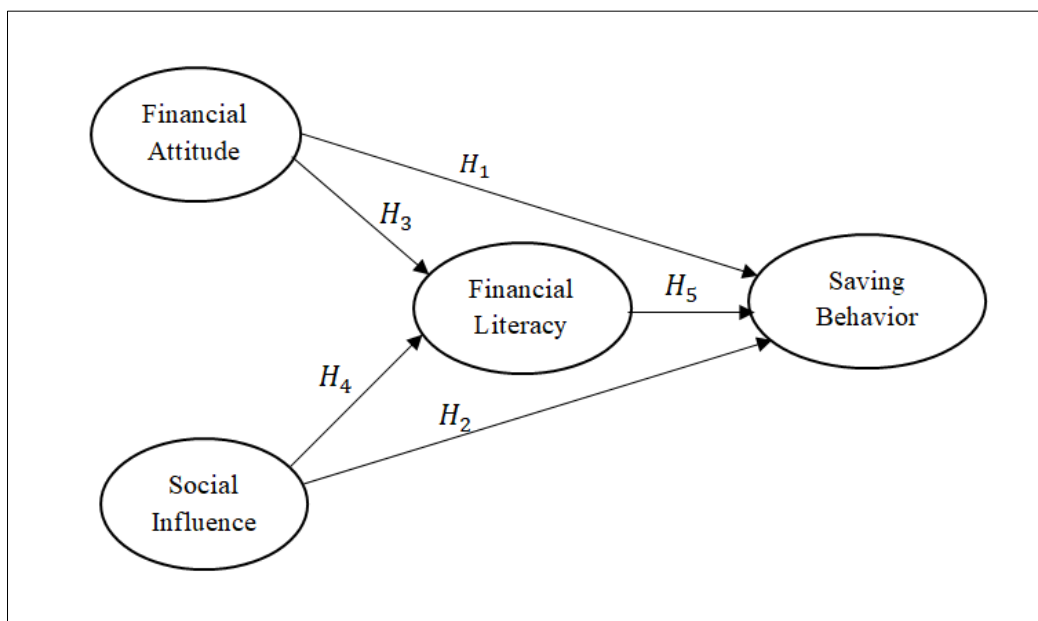 Financial
Attitude
H₁
H₃
Financial
Literacy
H₅
Saving
Behavior
H₄
H₂
Social
Influence